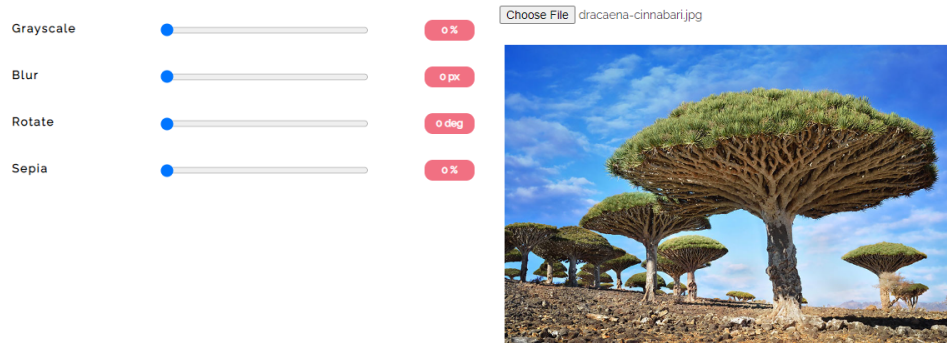 Grayscale 0 %
Blur 0 px
Rotate 0 deg
Sepia 0 %
Choose File dracaena-cinnabari.jpg